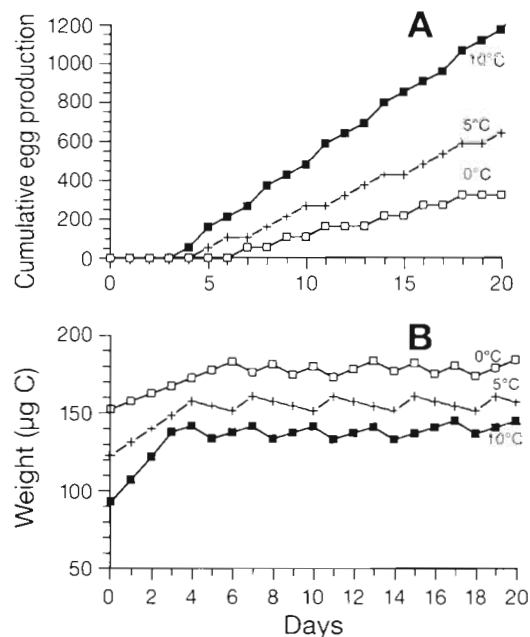 A
Cumulative egg production
1200
1000
800
600
400
200
0
10°C
5°C
0°C
0 5 10 15 20
B
Weight (µg C)
200
150
100
50
0°C
5°C
10°C
0 2 4 6 8 10 12 14 16 18 20
Days